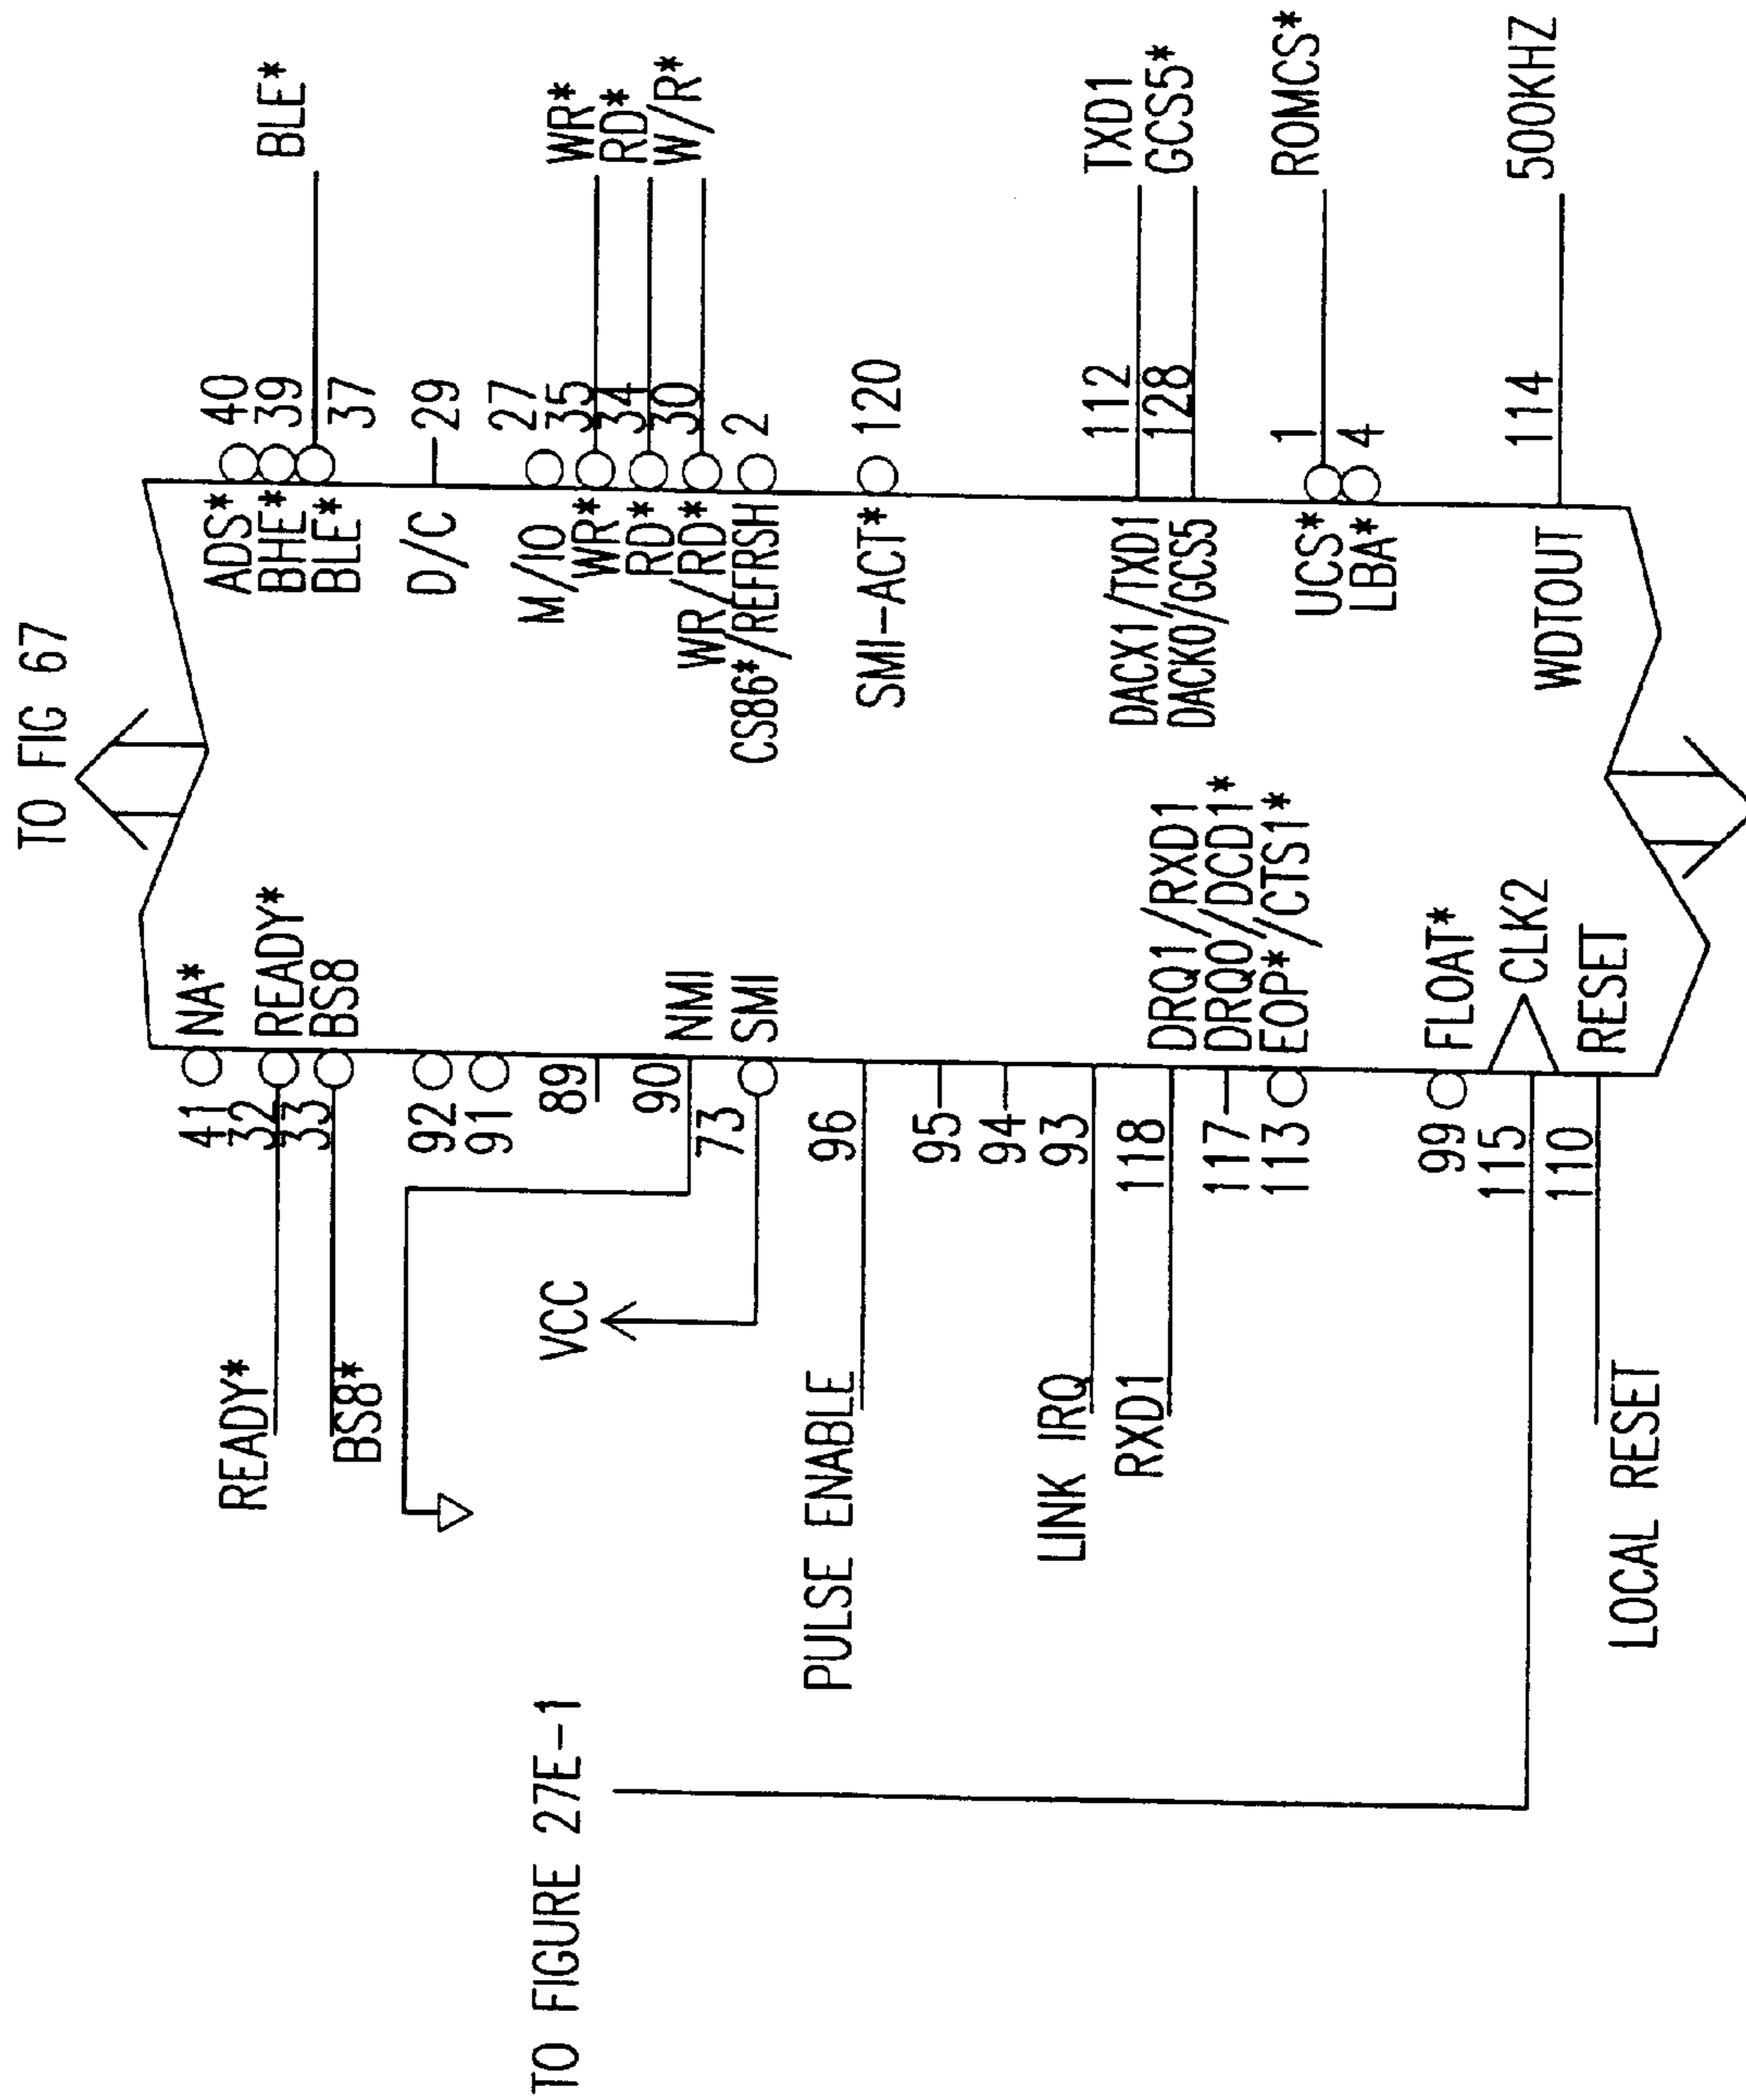 TO FIG 67
READY*
BS8*
VCC
TO FIGURE 27E-1
PULSE ENABLE
LINK IRQ
RXD1
LOCAL RESET
41
32
33
92
91
89
90
73
96
95
94
93
118
117
113
99
115
110
NA*
READY*
BS8
NMI
SMI
DRQ1/RXD1
DRQ0/DCD1*
EOP*/CTS1*
FLOAT*
CLK2
RESET
ADS*
BHE*
BLE*
D/C
M/IO
WR*
RD*
WR/RD*
CS86*/REFRSH
SMI-ACT*
DACX1/TXD1
DACK0/GCS5
UCS*
LBA*
WDTOUT
40
39
37
29
27
35
34
30
2
120
112
128
1
4
114
BLE*
WR*
RD*
W/R*
TXD1
GCS5*
ROMCS*
500KHZ